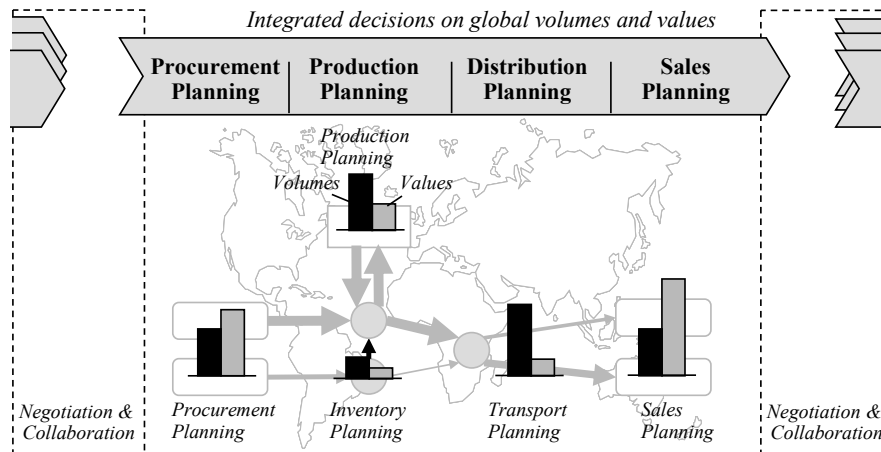 Integrated decisions on global volumes and values
Procurement
Planning
Production
Planning
Distribution
Planning
Sales
Planning
Production
Planning
Volumes
Values
Negotiation &
Collaboration
Procurement
Planning
Inventory
Planning
Transport
Planning
Sales
Planning
Negotiation &
Collaboration